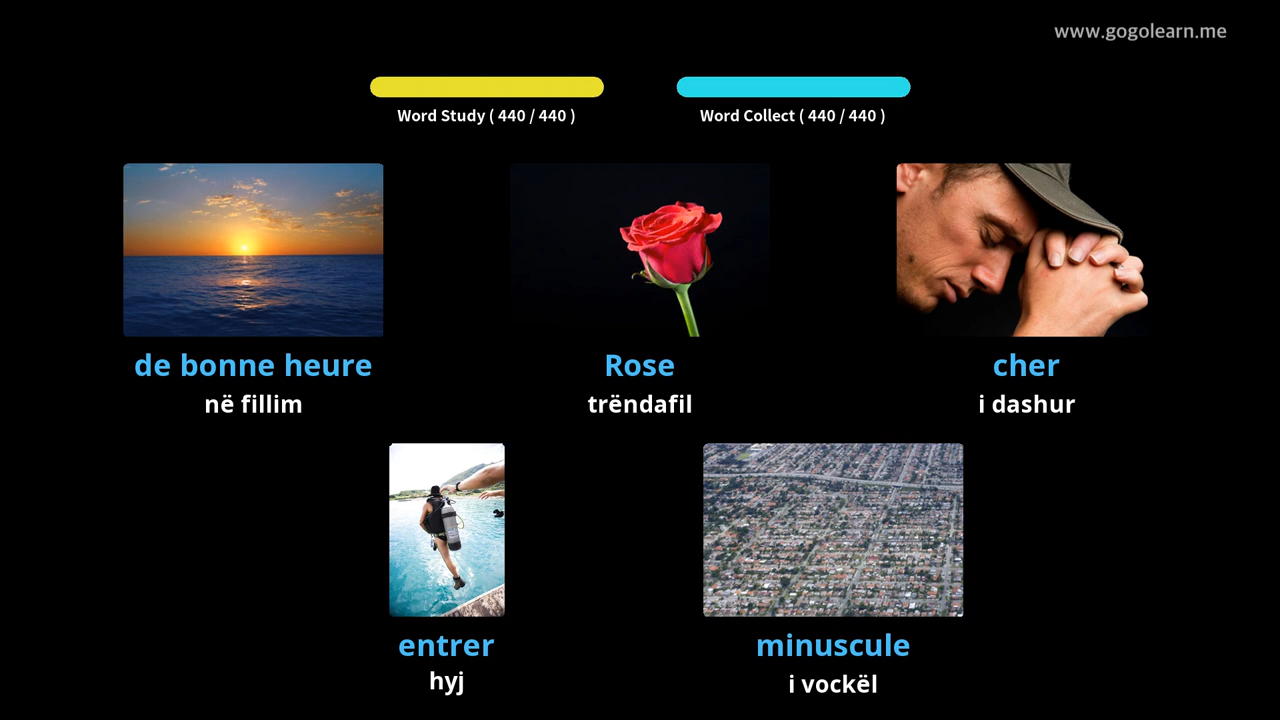 www.gogolearn.me
Word Study ( 440 / 440 )
Word Collect ( 440 / 440 )
de bonne heure
në fillim
Rose
trëndafil
cher
i dashur
entrer
hyj
minuscule
i vockël